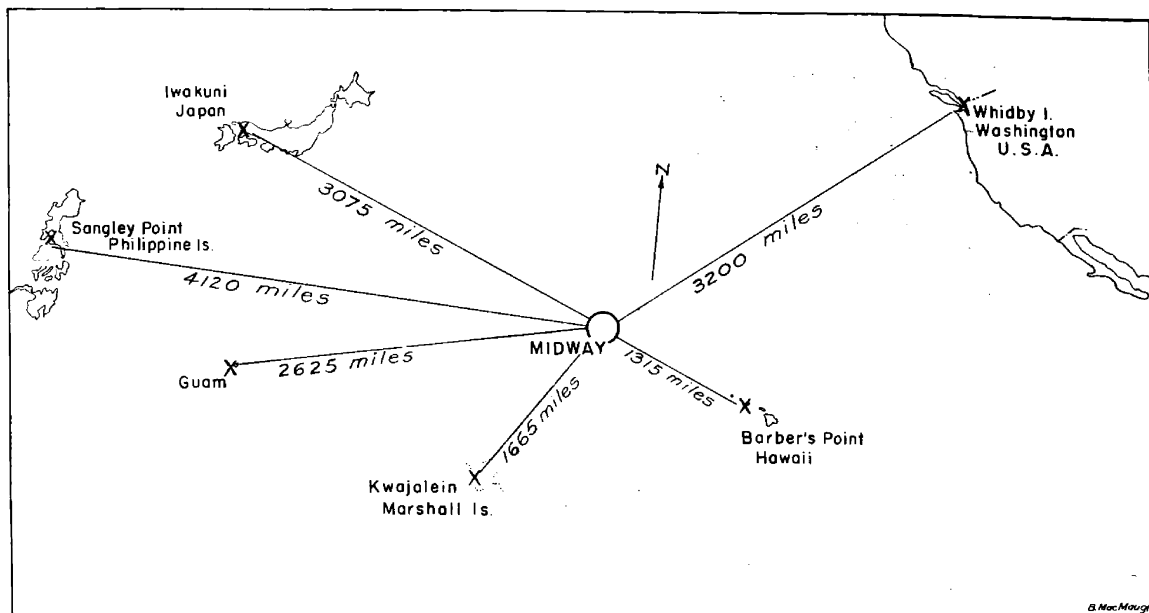 Iwakuni
Japan
Whidby I.
Washington
U.S.A.
N
3075 miles
3200 miles
Sangley Point
Philippine Is.
4120 miles
MIDWAY
2625 miles
1315 miles
Guam
1665 miles
Barber's Point
Hawaii
Kwajalein
Marshall Is.